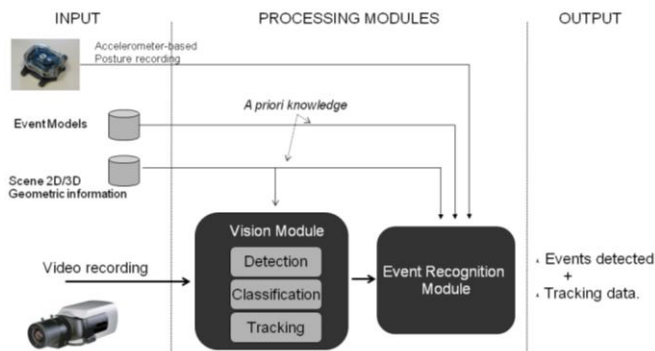 INPUT
PROCESSING MODULES
OUTPUT
Accelerometer-based
Posture recording
A priori knowledge
Event Models
Scene 2D/3D
Geometric information
Vision Module
Detection
Classification
Tracking
Event Recognition
Module
Video recording
Events detected
+
Tracking data.